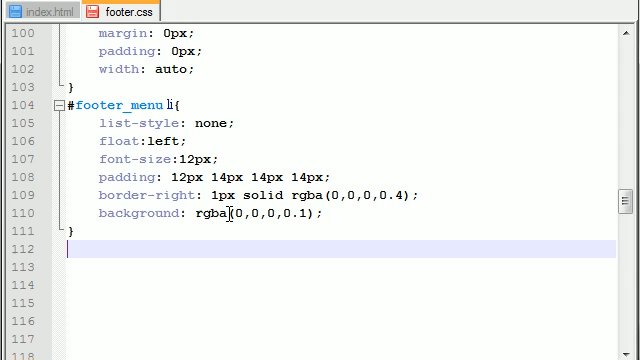 index.html footer.css
100 margin: 0px;
101 padding: 0px;
102 width: auto;
103 }
104 #footer_menu li{
105 list-style: none;
106 float:left;
107 font-size:12px;
108 padding: 12px 14px 14px 14px;
109 border-right: 1px solid rgba(0,0,0,0.4);
110 background: rgba(0,0,0,0.1);
111 }
112
113
114
115
116
117
118